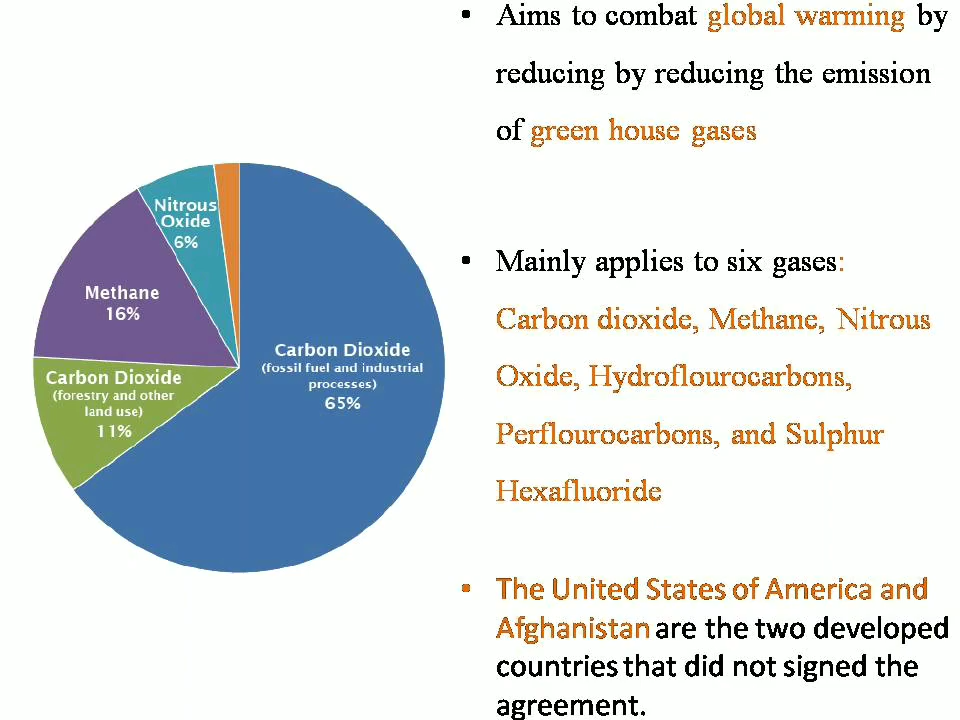 • Aims to combat global warming by
reducing by reducing the emission
of green house gases
• Mainly applies to six gases:
Carbon dioxide, Methane, Nitrous
Oxide, Hydroflourocarbons,
Perflourocarbons, and Sulphur
Hexafluoride
• The United States of America and
Afghanistan are the two developed
countries that did not signed the
agreement.
Nitrous
Oxide
6%
Methane
16%
Carbon Dioxide
(forestry and other
land use)
11%
Carbon Dioxide
(fossil fuel and industrial
processes)
65%